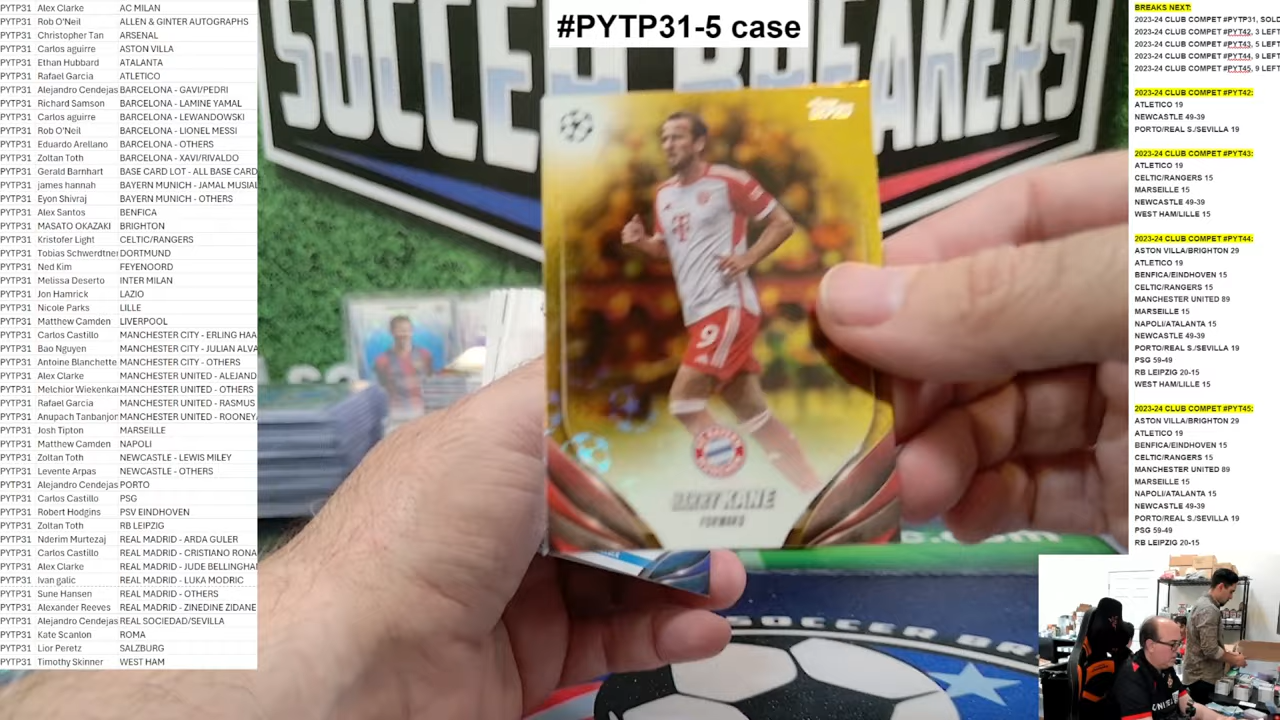 PYTP31 Alex Clarke AC MILAN
PYTP31 Rob O'Neil ALLEN & GINTER AUTOGRAPHS
PYTP31 Christopher Tan ARSENAL
PYTP31 Carlos aguirre ASTON VILLA
PYTP31 Ethan Hubbard ATALANTA
PYTP31 Rafael Garcia ATLETICO
PYTP31 Alejandro Cendejas BARCELONA - GAVI/PEDRI
PYTP31 Richard Samson BARCELONA - LAMINE YAMAL
PYTP31 Carlos aguirre BARCELONA - LEWANDOWSKI
PYTP31 Rob O'Neil BARCELONA - LIONEL MESSI
PYTP31 Eduardo Arellano BARCELONA - OTHERS
PYTP31 Zoltan Toth BARCELONA - XAVI/RIVALDO
PYTP31 Gerald Barnhart BASE CARD LOT - ALL BASE CARD
PYTP31 james hannah BAYERN MUNICH - JAMAL MUSIAL
PYTP31 Eyon Shivraj BAYERN MUNICH - OTHERS
PYTP31 Alex Santos BENFICA
PYTP31 MASATO OKAZAKI BRIGHTON
PYTP31 Kristofer Light CELTIC/RANGERS
PYTP31 Tobias Schwerdtner DORTMUND
PYTP31 Ned Kim FEYENOORD
PYTP31 Melissa Deserto INTER MILAN
PYTP31 Jon Hamrick LAZIO
PYTP31 Nicole Parks LILLE
PYTP31 Matthew Camden LIVERPOOL
PYTP31 Carlos Castillo MANCHESTER CITY - ERLING HAA
PYTP31 Bao Nguyen MANCHESTER CITY - JULIAN ALVA
PYTP31 Antoine Blanchette MANCHESTER CITY - OTHERS
PYTP31 Alex Clarke MANCHESTER UNITED - ALEJAND
PYTP31 Melchior Wiekenkar MANCHESTER UNITED - OTHERS
PYTP31 Rafael Garcia MANCHESTER UNITED - RASMUS
PYTP31 Anupach Tanbanjon MANCHESTER UNITED - ROONEY
PYTP31 Josh Tipton MARSEILLE
PYTP31 Matthew Camden NAPOLI
PYTP31 Zoltan Toth NEWCASTLE - LEWIS MILEY
PYTP31 Levente Arpas NEWCASTLE - OTHERS
PYTP31 Alejandro Cendejas PORTO
PYTP31 Carlos Castillo PSG
PYTP31 Robert Hodgins PSV EINDHOVEN
PYTP31 Zoltan Toth RB LEIPZIG
PYTP31 Nderim Murtezaj REAL MADRID - ARDA GULER
PYTP31 Carlos Castillo REAL MADRID - CRISTIANO RONA
PYTP31 Alex Clarke REAL MADRID - JUDE BELLINGHA
PYTP31 Ivan galic REAL MADRID - LUKA MODRIC
PYTP31 Sune Hansen REAL MADRID - OTHERS
PYTP31 Alexander Reeves REAL MADRID - ZINEDINE ZIDANE
PYTP31 Alejandro Cendejas REAL SOCIEDAD/SEVILLA
PYTP31 Kate Scanlon ROMA
PYTP31 Lior Peretz SALZBURG
PYTP31 Timothy Skinner WEST HAM
#PYTP31-5 case
SOCCER BREAKERS
topps
9
HARRY KANE
FORWARD
SOCCER BR
BREAKS NEXT:
2023-24 CLUB COMPET #PYTP31, SOLD
2023-24 CLUB COMPET #PYT42, 3 LEFT
2023-24 CLUB COMPET #PYT43, 5 LEFT
2023-24 CLUB COMPET #PYT44, 9 LEFT
2023-24 CLUB COMPET #PYT45, 9 LEFT
2023-24 CLUB COMPET #PYT42:
ATLETICO 19
NEWCASTLE 49-39
PORTO/REAL S./SEVILLA 19
2023-24 CLUB COMPET #PYT43:
ATLETICO 19
CELTIC/RANGERS 15
MARSEILLE 15
NEWCASTLE 49-39
WEST HAM/LILLE 15
2023-24 CLUB COMPET #PYT44:
ASTON VILLA/BRIGHTON 29
ATLETICO 19
BENFICA/EINDHOVEN 15
CELTIC/RANGERS 15
MANCHESTER UNITED 89
MARSEILLE 15
NAPOLI/ATALANTA 15
NEWCASTLE 49-39
PORTO/REAL S./SEVILLA 19
PSG 59-49
RB LEIPZIG 20-15
WEST HAM/LILLE 15
2023-24 CLUB COMPET #PYT45:
ASTON VILLA/BRIGHTON 29
ATLETICO 19
BENFICA/EINDHOVEN 15
CELTIC/RANGERS 15
MANCHESTER UNITED 89
MARSEILLE 15
NAPOLI/ATALANTA 15
NEWCASTLE 49-39
PORTO/REAL S./SEVILLA 19
PSG 59-49
RB LEIPZIG 20-15